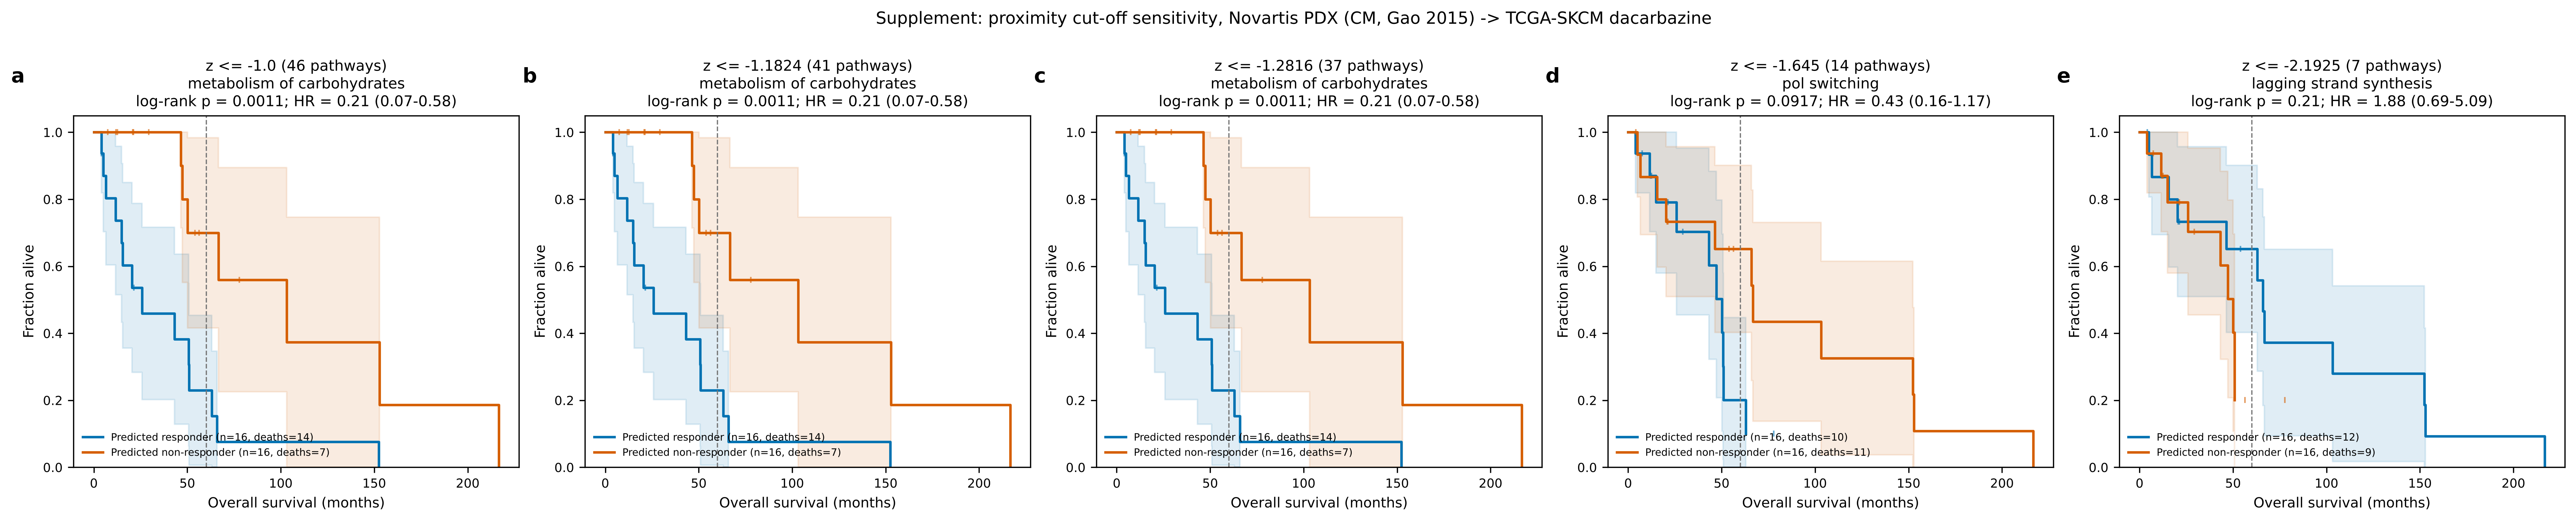 Supplement: proximity cut-off sensitivity, Novartis PDX (CM, Gao 2015) -> TCGA-SKCM dacarbazine
a
z <= -1.0 (46 pathways)
metabolism of carbohydrates
log-rank p = 0.0011; HR = 0.21 (0.07-0.58)
Fraction alive
1.0
0.8
0.6
0.4
0.2
0.0
Predicted responder (n=16, deaths=14)
Predicted non-responder (n=16, deaths=7)
0 50 100 150 200
Overall survival (months)
b
z <= -1.1824 (41 pathways)
metabolism of carbohydrates
log-rank p = 0.0011; HR = 0.21 (0.07-0.58)
Fraction alive
1.0
0.8
0.6
0.4
0.2
0.0
Predicted responder (n=16, deaths=14)
Predicted non-responder (n=16, deaths=7)
0 50 100 150 200
Overall survival (months)
c
z <= -1.2816 (37 pathways)
metabolism of carbohydrates
log-rank p = 0.0011; HR = 0.21 (0.07-0.58)
Fraction alive
1.0
0.8
0.6
0.4
0.2
0.0
Predicted responder (n=16, deaths=14)
Predicted non-responder (n=16, deaths=7)
0 50 100 150 200
Overall survival (months)
d
z <= -1.645 (14 pathways)
pol switching
log-rank p = 0.0917; HR = 0.43 (0.16-1.17)
Fraction alive
1.0
0.8
0.6
0.4
0.2
0.0
Predicted responder (n=16, deaths=10)
Predicted non-responder (n=16, deaths=11)
0 50 100 150 200
Overall survival (months)
e
z <= -2.1925 (7 pathways)
lagging strand synthesis
log-rank p = 0.21; HR = 1.88 (0.69-5.09)
Fraction alive
1.0
0.8
0.6
0.4
0.2
0.0
Predicted responder (n=16, deaths=12)
Predicted non-responder (n=16, deaths=9)
0 50 100 150 200
Overall survival (months)